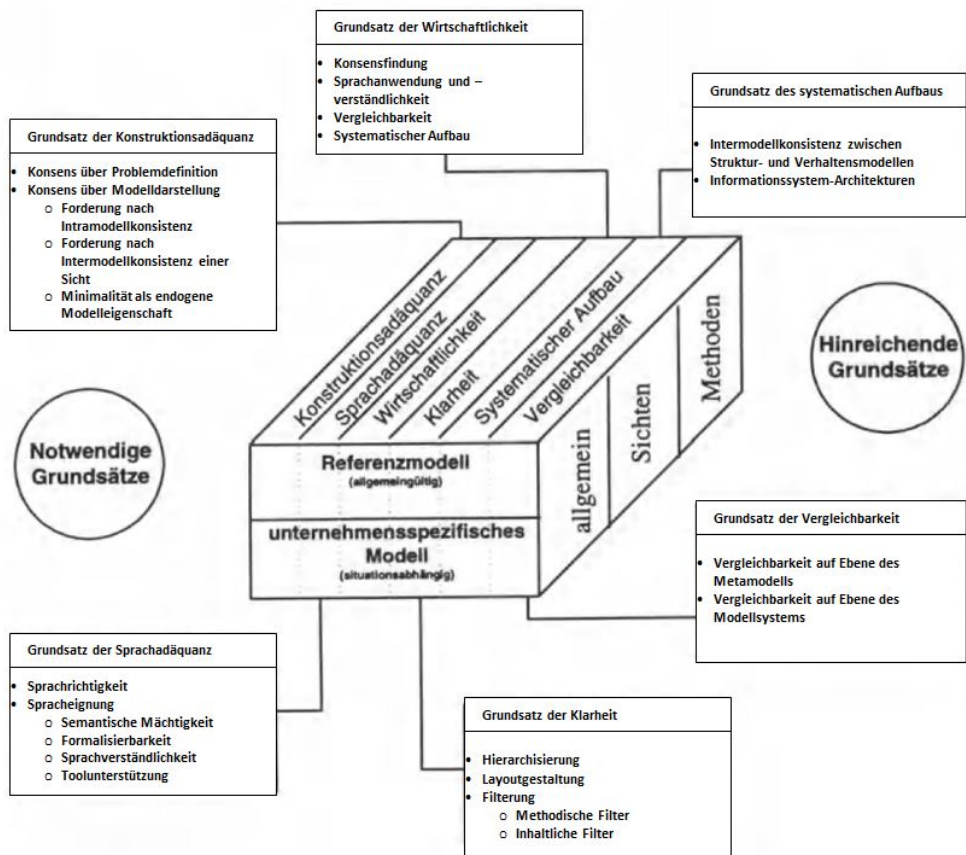 Grundsatz der Wirtschaftlichkeit
• Konsensfindung
• Sprachanwendung und –
verständlichkeit
• Vergleichbarkeit
• Systematischer Aufbau
Grundsatz des systematischen Aufbaus
• Intermodellkonsistenz zwischen
Struktur- und Verhaltensmodellen
• Informationssystem-Architekturen
Grundsatz der Konstruktionsadäquanz
• Konsens über Problemdefinition
• Konsens über Modelldarstellung
o Forderung nach
Intramodellkonsistenz
o Forderung nach
Intermodellkonsistenz einer
Sicht
o Minimalität als endogene
Modelleigenschaft
Konstruktionsadäquanz
Sprachadäquanz
Wirtschaftlichkeit
Klarheit
Systematischer Aufbau
Vergleichbarkeit
allgemein
Sichten
Methoden
Hinreichende
Grundsätze
Notwendige
Grundsätze
Referenzmodell
(allgemeingültig)
unternehmensspezifisches
Modell
(situationsabhängig)
Grundsatz der Vergleichbarkeit
• Vergleichbarkeit auf Ebene des
Metamodells
• Vergleichbarkeit auf Ebene des
Modellsystems
Grundsatz der Sprachadäquanz
• Sprachrichtigkeit
• Spracheignung
o Semantische Mächtigkeit
o Formalisierbarkeit
o Sprachverständlichkeit
o Toolunterstützung
Grundsatz der Klarheit
• Hierarchisierung
• Layoutgestaltung
• Filterung
o Methodische Filter
o Inhaltliche Filter